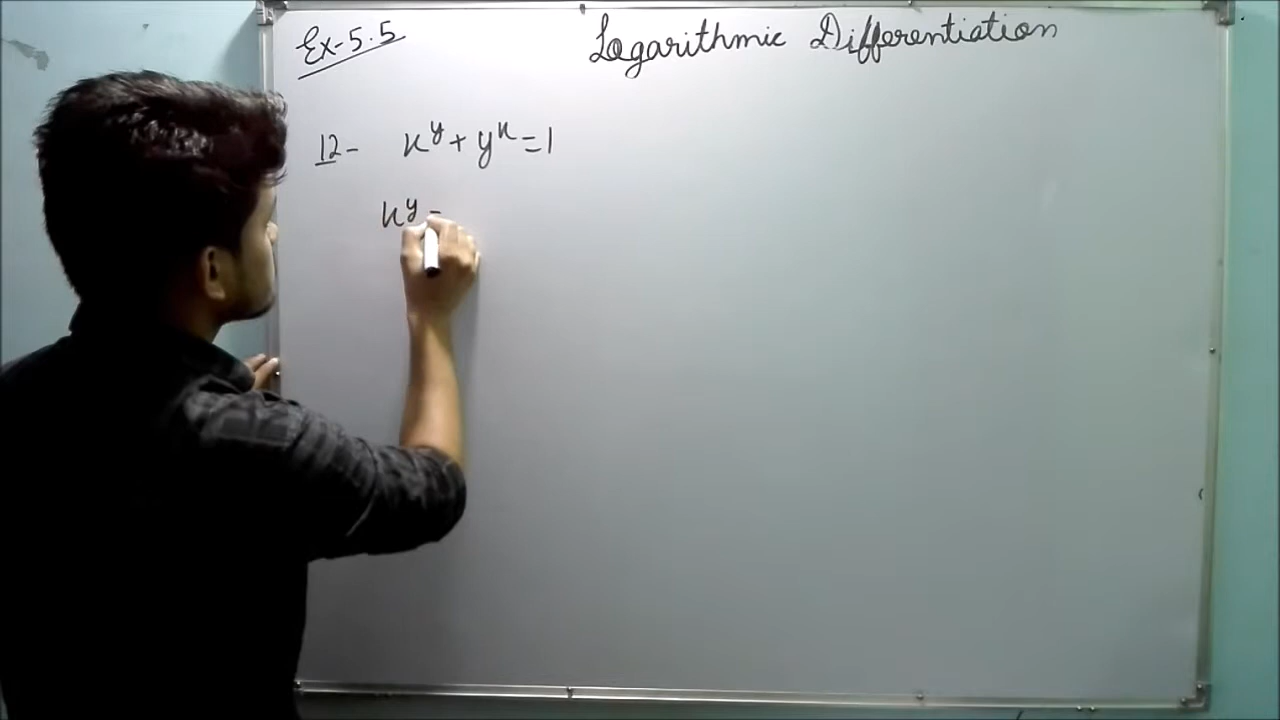 Ex-5.5
Logarithmic Differentiation
12- x^y + y^x = 1
x^y =